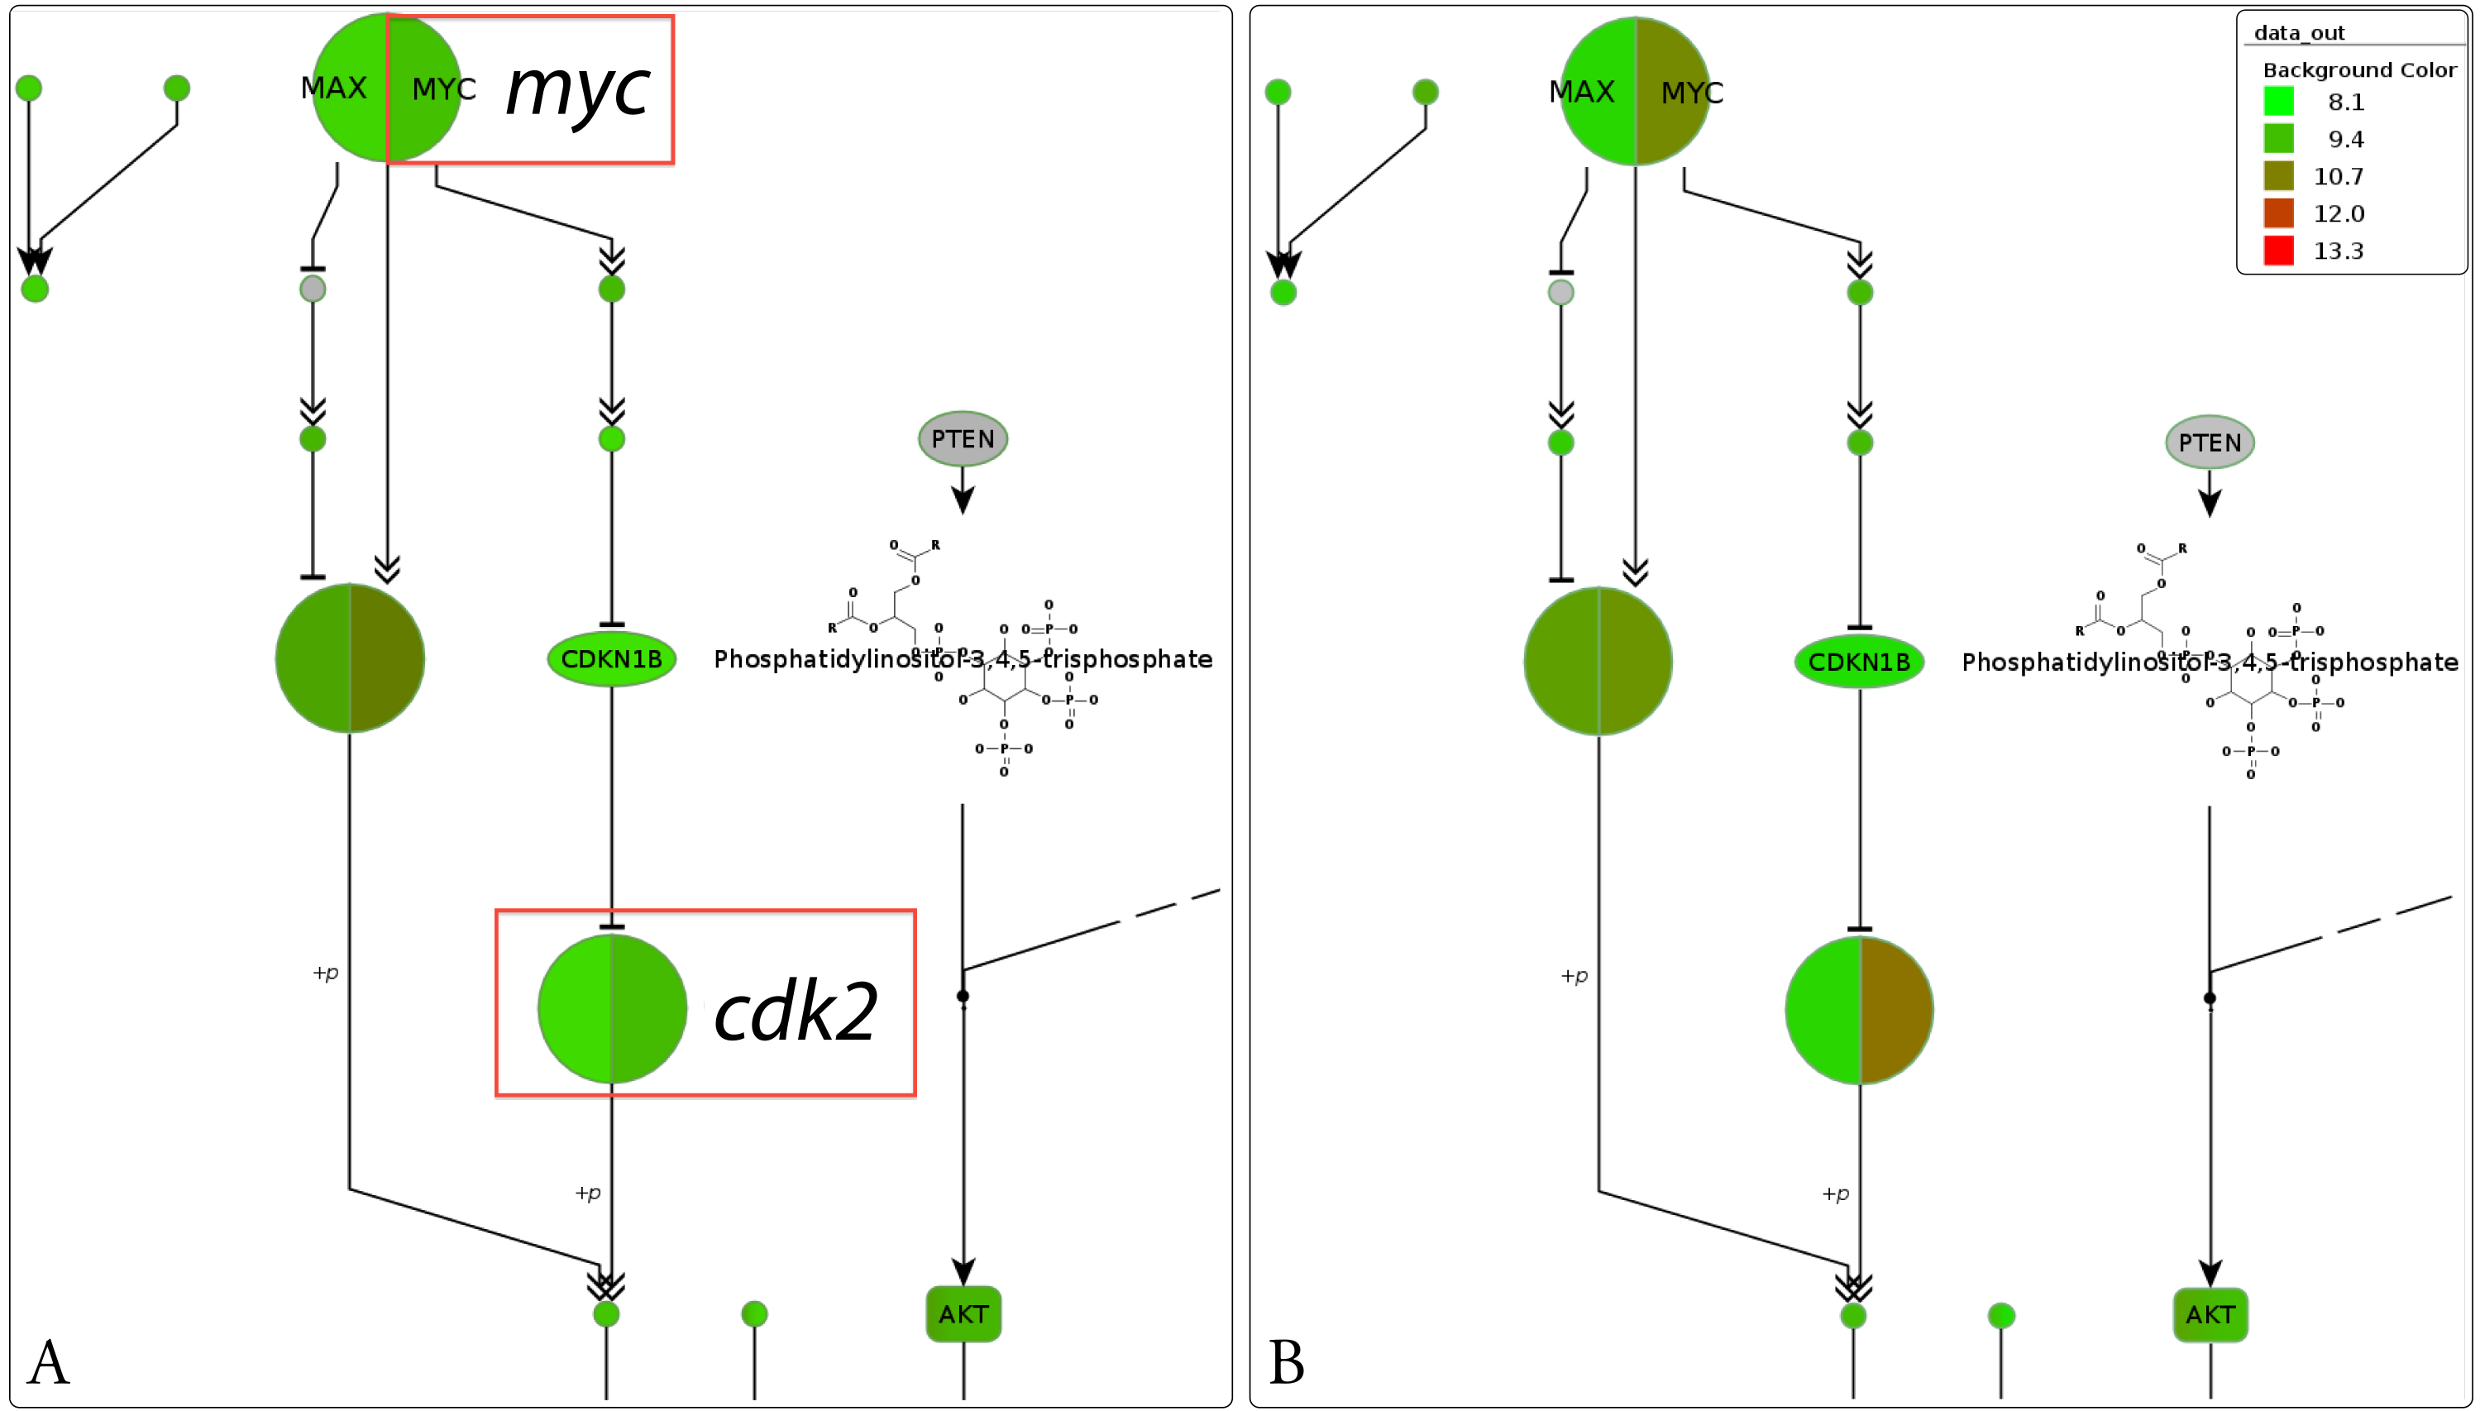 MAX MYC myc
PTEN
O R
O
O
R O
O O O
O P O
O P O
O
Phosphatidylinositol-3,4,5-trisphosphate
CDKN1B
O
O
O O P O
O O
O P O
O
+p
cdk2
+p
AKT
A
MAX MYC
data_out
Background Color
8.1
9.4
10.7
12.0
13.3
PTEN
O R
O
O
R O
O O O
O P O
O P O
O
Phosphatidylinositol-3,4,5-trisphosphate
CDKN1B
O
O
O O P O
O O
O P O
O
+p
+p
AKT
B